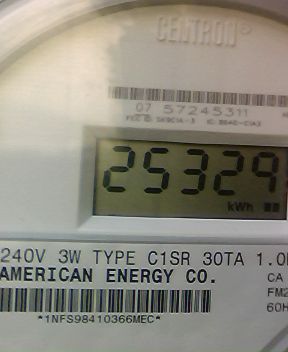 CENTRON®
07 57245311
25329
kWh
240V 3W TYPE C1SR 30TA 1.0
AMERICAN ENERGY CO. CA
FM2
60H
*1NFS98410366MEC*